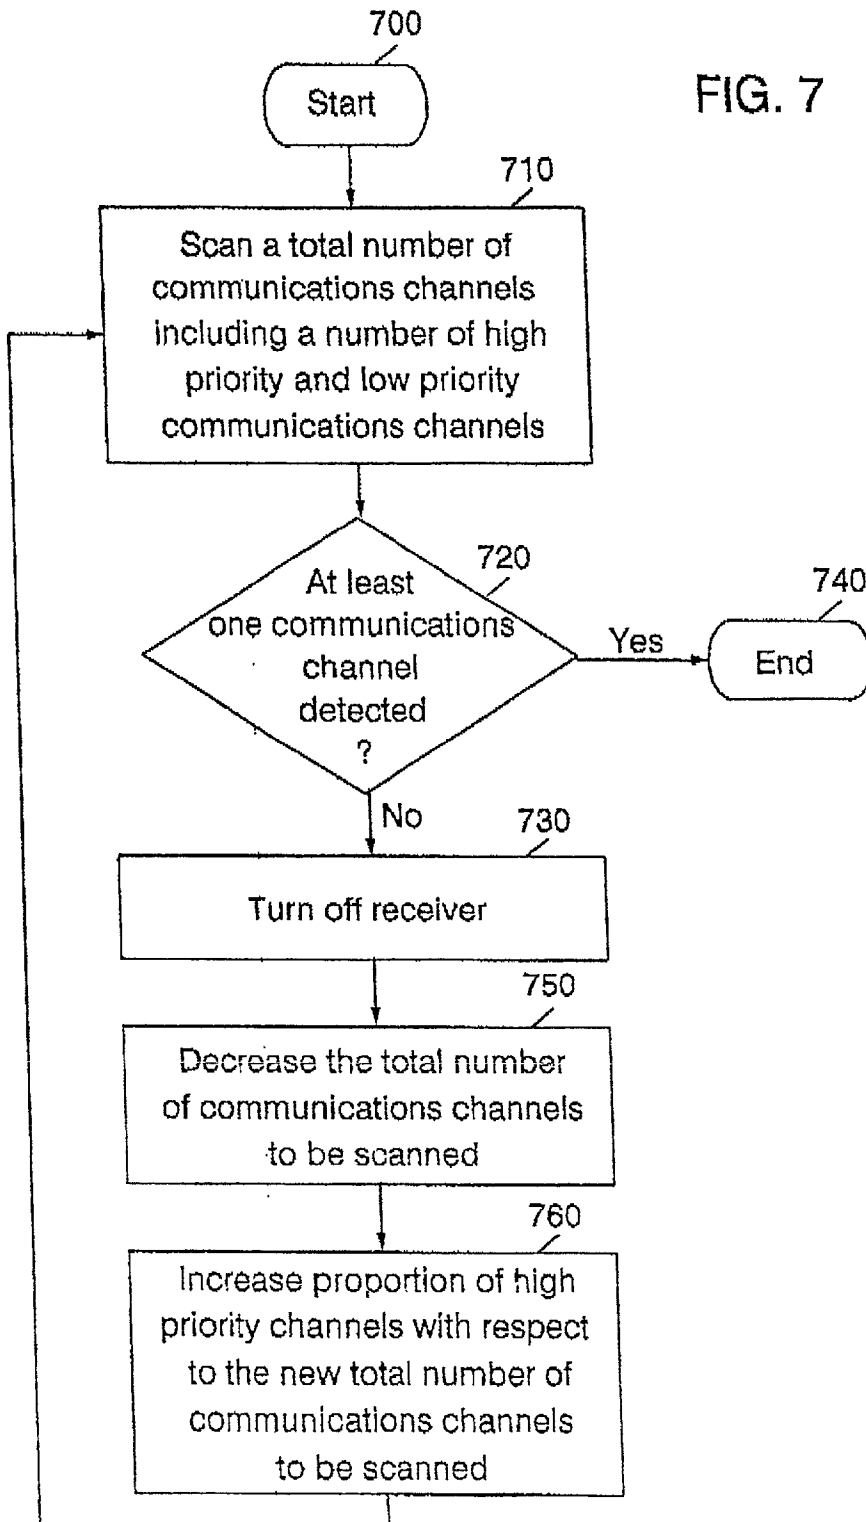 700
FIG. 7
Start
710
Scan a total number of
communications channels
including a number of high
priority and low priority
communications channels
720
At least
one communications
channel
detected
?
740
Yes
End
No
730
Turn off receiver
750
Decrease the total number
of communications channels
to be scanned
760
Increase proportion of high
priority channels with respect
to the new total number of
communications channels
to be scanned